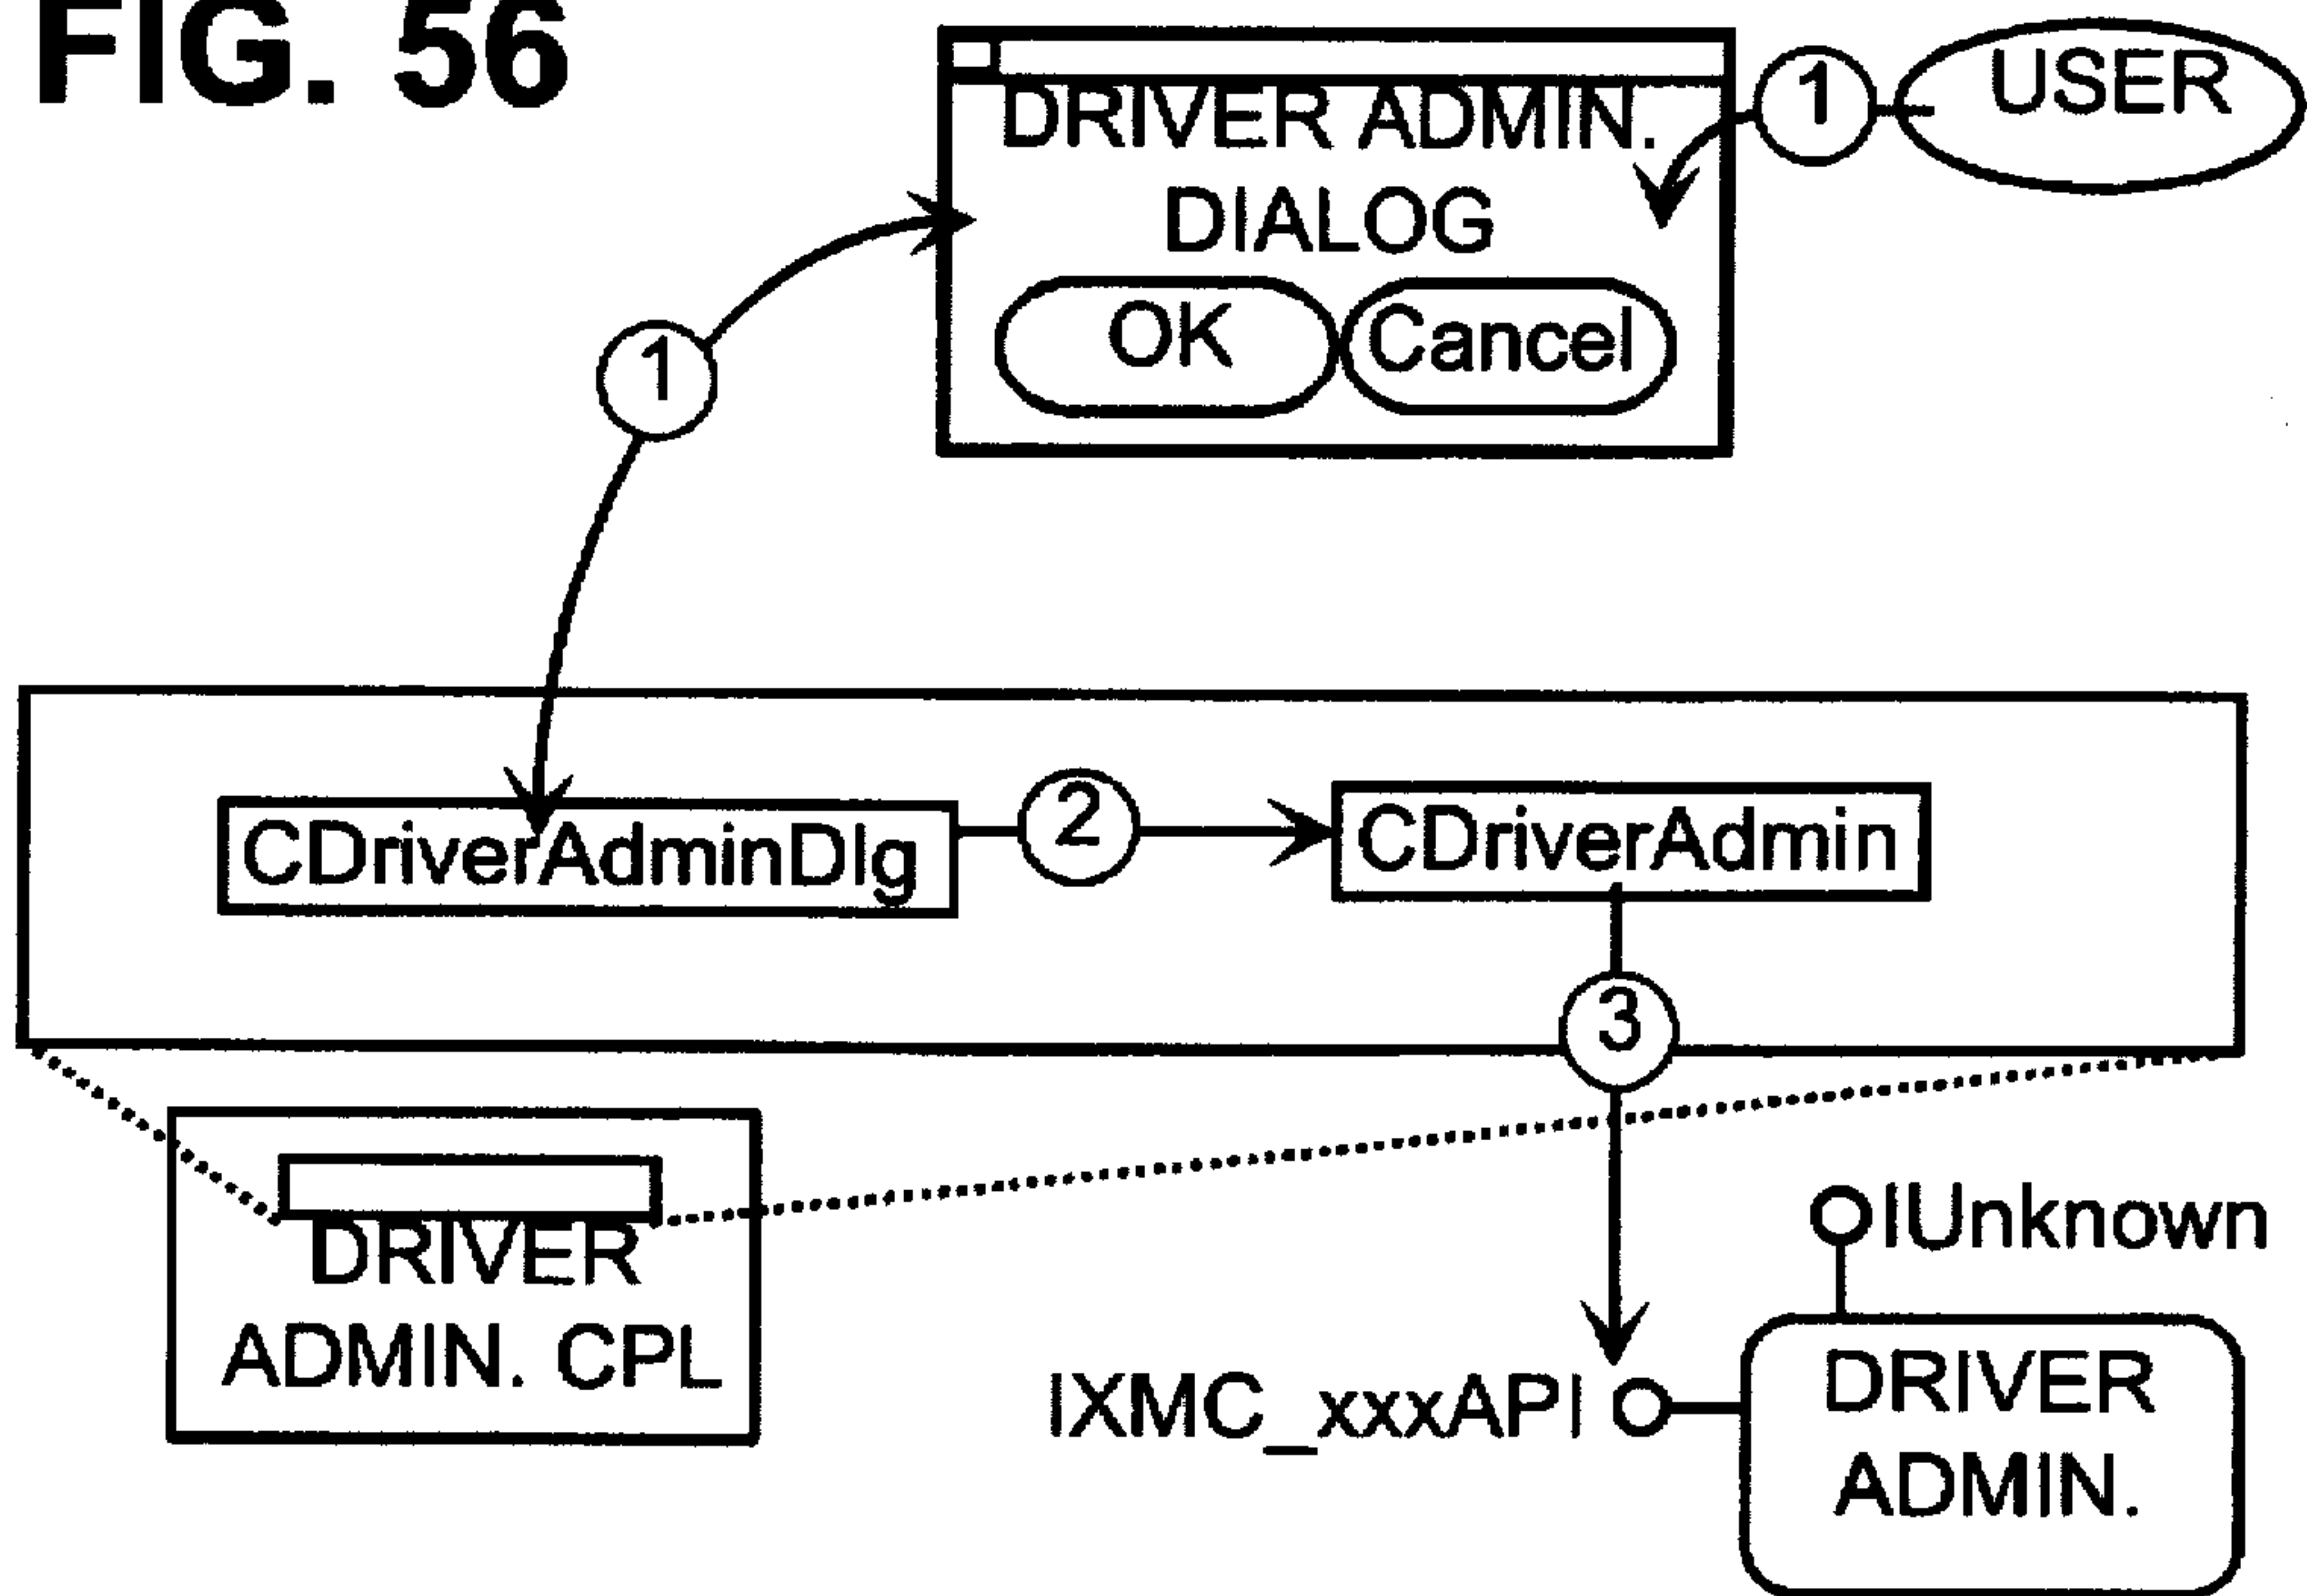 FIG. 56
DRIVER ADMIN.
DIALOG
OK
Cancel
1
USER
1
CDriverAdminDlg
2
CDriverAdmin
3
DRIVER
ADMIN. CPL
IUnknown
IXMC_xxxAPI
DRIVER
ADMIN.